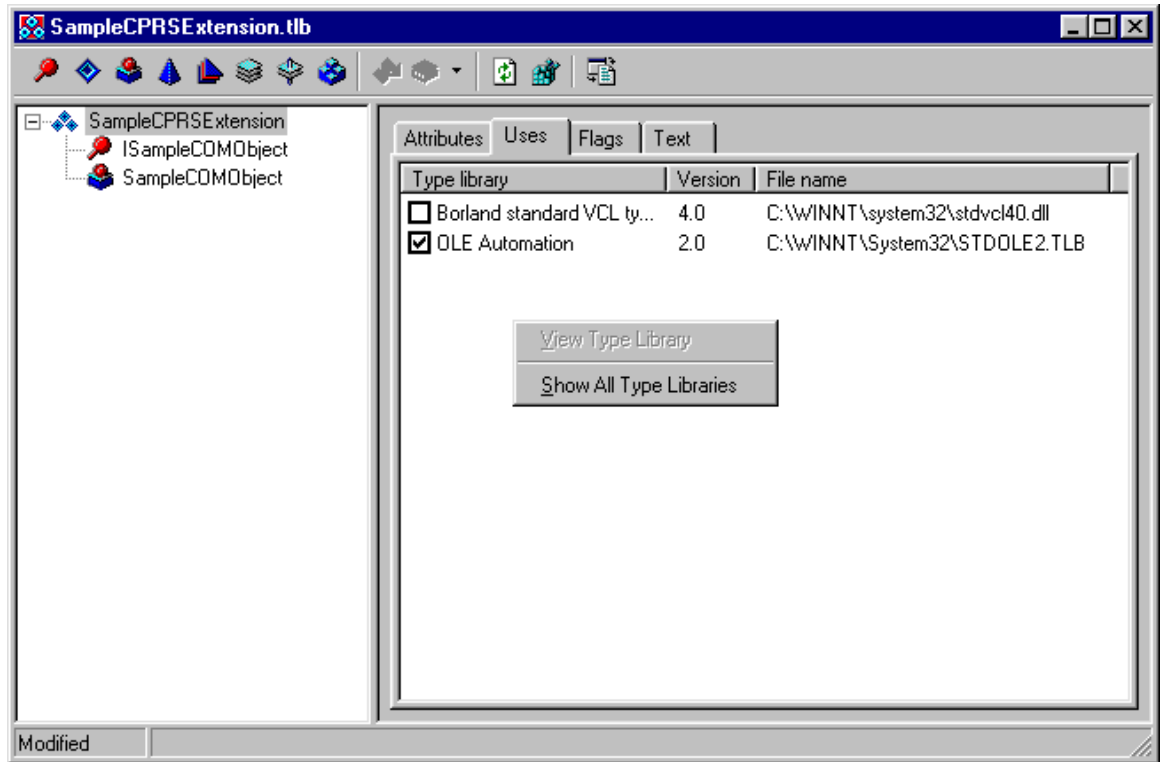 SampleCPRSExtension.tlb
SampleCPRSExtension
ISampleCOMObject
SampleCOMObject
Attributes Uses Flags Text
Type library Version File name
Borland standard VCL ty... 4.0 C:\WINNT\system32\stdvcl40.dll
OLE Automation 2.0 C:\WINNT\System32\STDOLE2.TLB
View Type Library
Show All Type Libraries
Modified